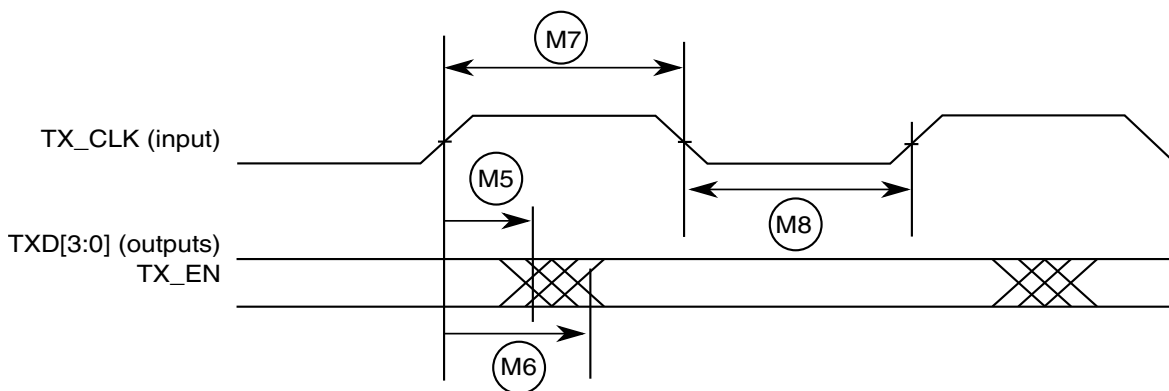 M7
TX_CLK (input)
M5
M8
TXD[3:0] (outputs)
TX_EN
M6